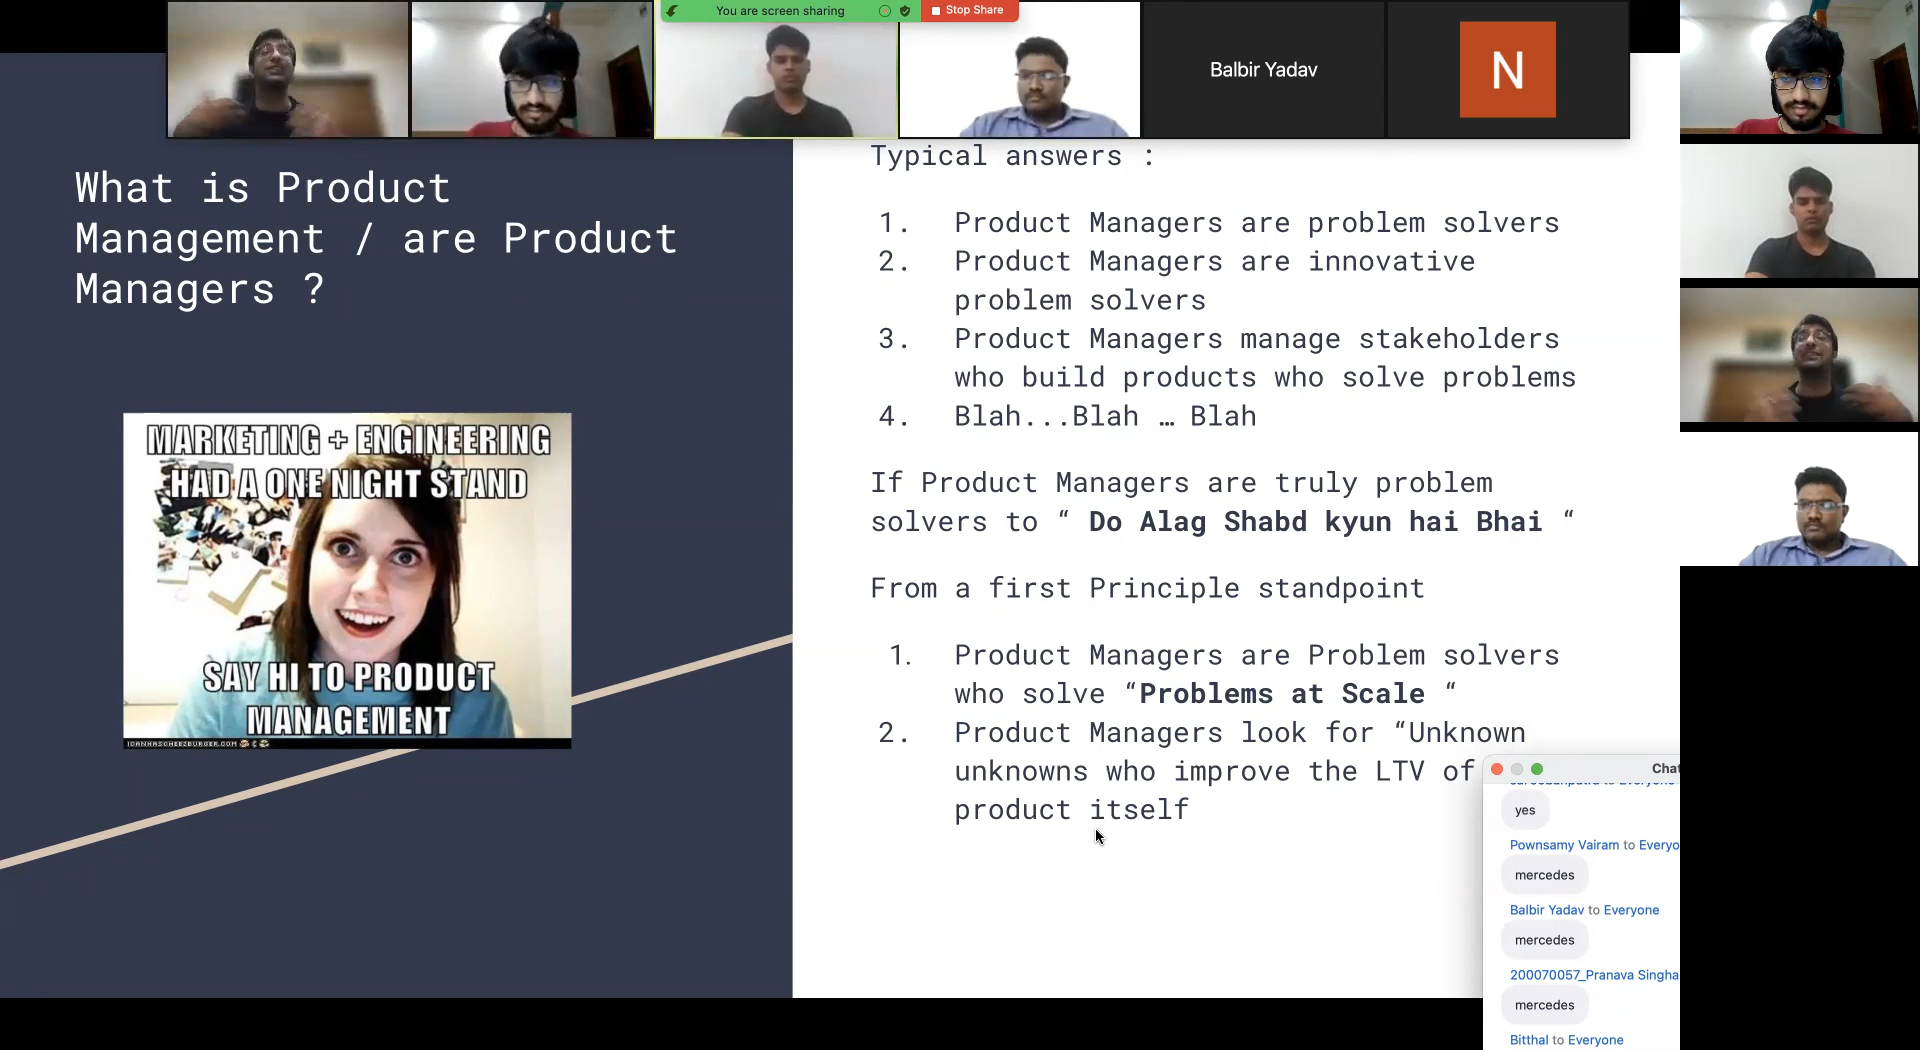 You are screen sharing
Stop Share
Balbir Yadav
N
What is Product
Management / are Product
Managers ?
MARKETING + ENGINEERING
HAD A ONE NIGHT STAND
SAY HI TO PRODUCT
MANAGEMENT
ICANHASCHEEZBURGER.COM
Typical answers :
1. Product Managers are problem solvers
2. Product Managers are innovative
problem solvers
3. Product Managers manage stakeholders
who build products who solve problems
4. Blah...Blah … Blah
If Product Managers are truly problem
solvers to “ Do Alag Shabd kyun hai Bhai “
From a first Principle standpoint
1. Product Managers are Problem solvers
who solve “Problems at Scale “
2. Product Managers look for “Unknown
unknowns who improve the LTV of
product itself
Chat
to Everyone
yes
Pownsamy Vairam to Everyo
mercedes
Balbir Yadav to Everyone
mercedes
200070057_Pranava Singha
mercedes
Bitthal to Everyone